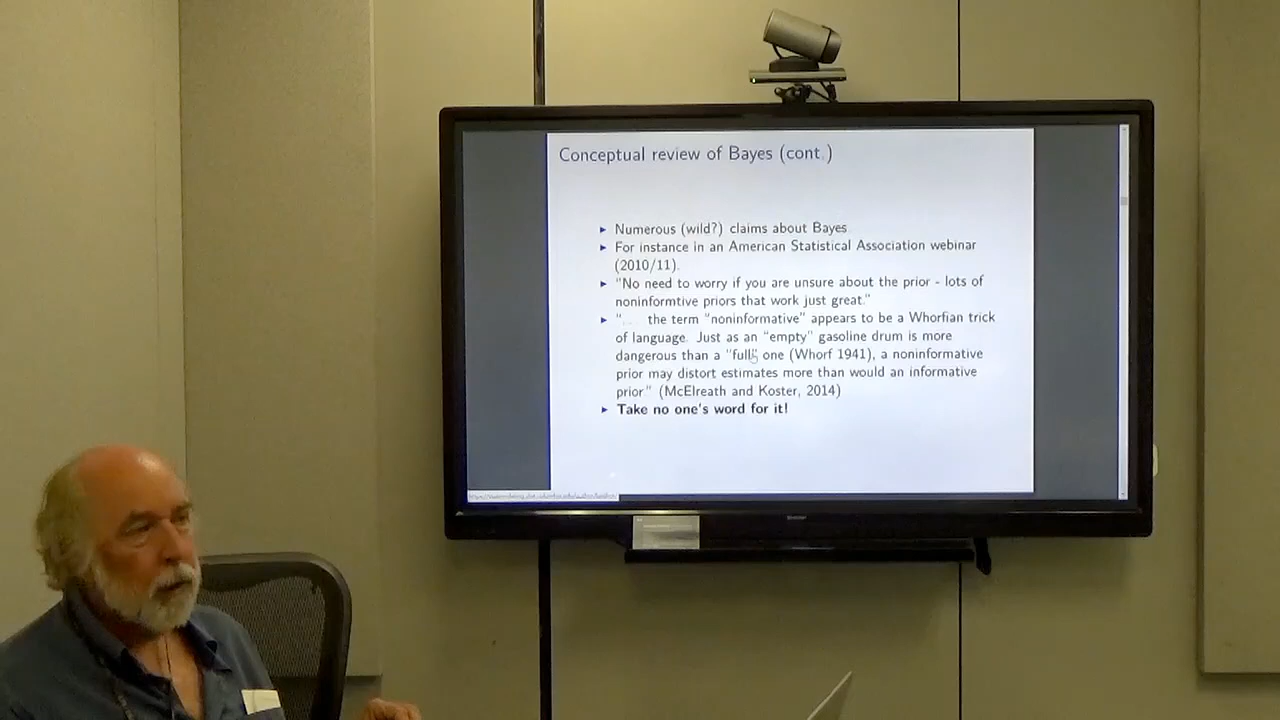 Conceptual review of Bayes (cont.)
▸ Numerous (wild?) claims about Bayes.
▸ For instance in an American Statistical Association webinar
(2010/11).
▸ "No need to worry if you are unsure about the prior - lots of
noninformtive priors that work just great."
▸ "... the term "noninformative" appears to be a Whorfian trick
of language. Just as an "empty" gasoline drum is more
dangerous than a "full" one (Whorf 1941), a noninformative
prior may distort estimates more than would an informative
prior." (McElreath and Koster, 2014)
▸ Take no one's word for it!